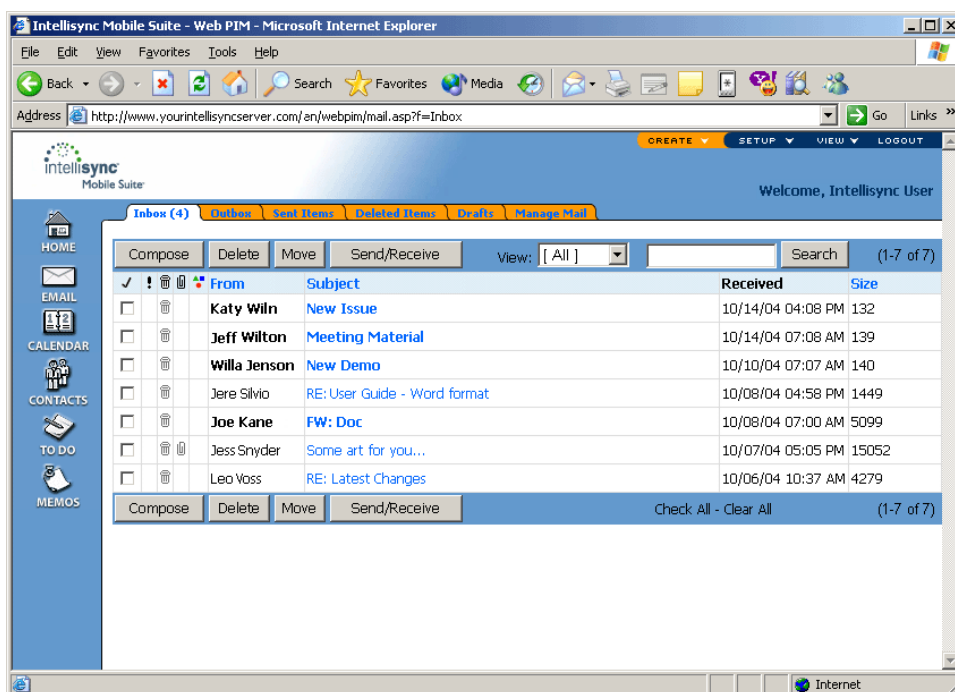 Intellisync Mobile Suite - Web PIM - Microsoft Internet Explorer
File Edit View Favorites Tools Help
Back Search Favorites Media
Address http://www.yourintellisyncserver.com/en/webpim/mail.asp?f=Inbox Go Links »
CREATE SETUP VIEW LOGOUT
intellisync
Mobile Suite
Welcome, Intellisync User
Inbox (4) Outbox Sent Items Deleted Items Drafts Manage Mail
HOME
EMAIL
CALENDAR
CONTACTS
TO DO
MEMOS
Compose Delete Move Send/Receive View: [ All ] Search (1-7 of 7)
✓ ! From Subject Received Size
Katy Wiln New Issue 10/14/04 04:08 PM 132
Jeff Wilton Meeting Material 10/14/04 07:08 AM 139
Willa Jenson New Demo 10/10/04 07:07 AM 140
Jere Silvio RE: User Guide - Word format 10/08/04 04:58 PM 1449
Joe Kane FW: Doc 10/08/04 07:00 AM 5099
Jess Snyder Some art for you... 10/07/04 05:05 PM 15052
Leo Voss RE: Latest Changes 10/06/04 10:37 AM 4279
Compose Delete Move Send/Receive Check All - Clear All (1-7 of 7)
Internet